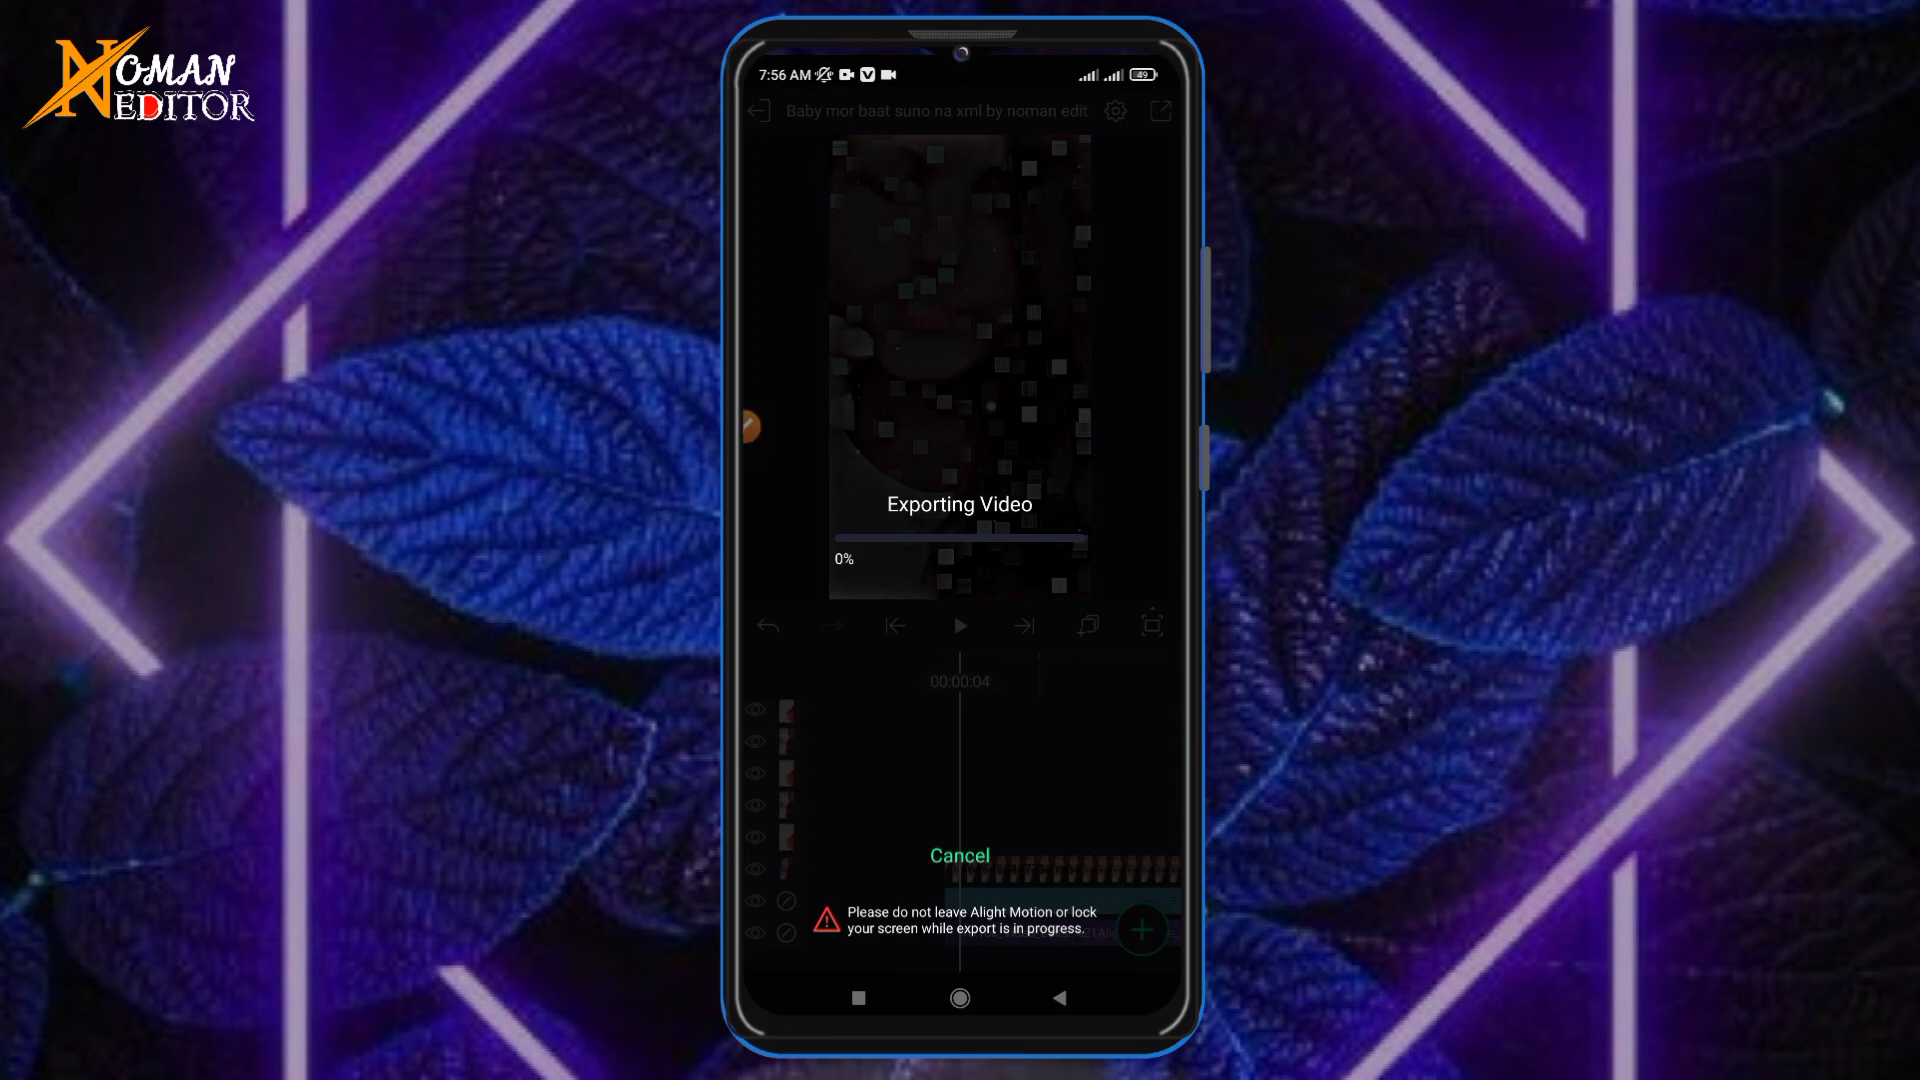 NOMAN
EDITOR
7:56 AM
49
Baby mor baat suno na xml by noman edit
Exporting Video
0%
00:00:04
Cancel
Please do not leave Alight Motion or lock
your screen while export is in progress.